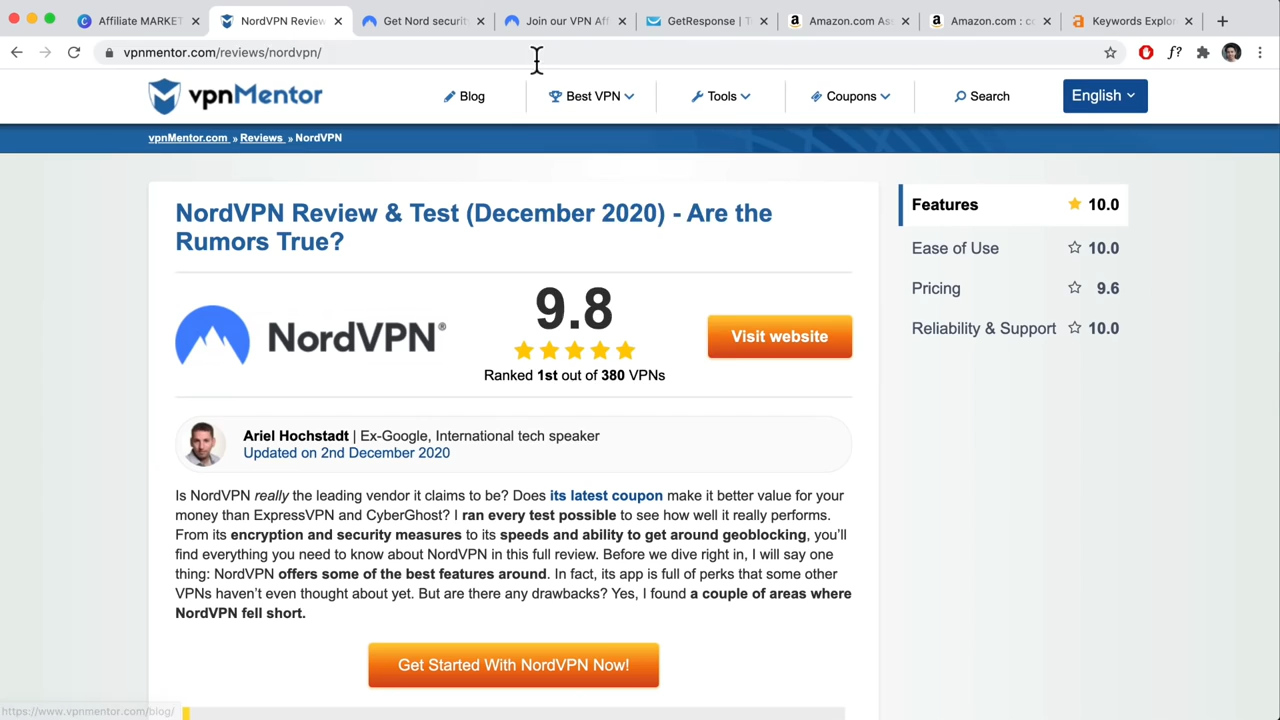 Affiliate MARKET
NordVPN Review
Get Nord securit
Join our VPN Aff
GetResponse | T
Amazon.com Ass
Amazon.com : c
Keywords Explor
vpnmentor.com/reviews/nordvpn/
f?
vpnMentor
Blog
Best VPN
Tools
Coupons
Search
English
vpnMentor.com » Reviews » NordVPN
NordVPN Review & Test (December 2020) - Are the
Rumors True?
NordVPN®
9.8
Ranked 1st out of 380 VPNs
Visit website
Ariel Hochstadt | Ex-Google, International tech speaker
Updated on 2nd December 2020
Is NordVPN really the leading vendor it claims to be? Does its latest coupon make it better value for your
money than ExpressVPN and CyberGhost? I ran every test possible to see how well it really performs.
From its encryption and security measures to its speeds and ability to get around geoblocking, you'll
find everything you need to know about NordVPN in this full review. Before we dive right in, I will say one
thing: NordVPN offers some of the best features around. In fact, its app is full of perks that some other
VPNs haven't even thought about yet. But are there any drawbacks? Yes, I found a couple of areas where
NordVPN fell short.
Get Started With NordVPN Now!
Features 10.0
Ease of Use 10.0
Pricing 9.6
Reliability & Support 10.0
https://www.vpnmentor.com/blog/